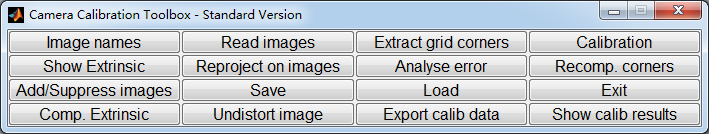 Camera Calibration Toolbox - Standard Version
Image names Read images Extract grid corners Calibration
Show Extrinsic Reproject on images Analyse error Recomp. corners
Add/Suppress images Save Load Exit
Comp. Extrinsic Undistort image Export calib data Show calib results